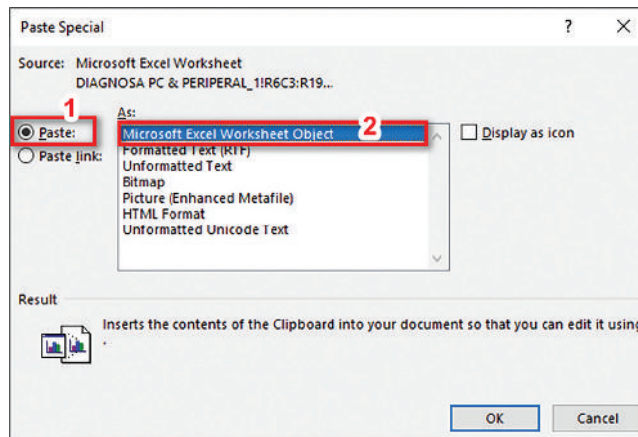 Paste Special
? X
Source: Microsoft Excel Worksheet
DIAGNOSA PC & PERIPERAL_1!R6C3:R19...
1
As:
Paste:
Microsoft Excel Worksheet Object 2
Display as icon
Paste link:
Formatted Text (RTF)
Unformatted Text
Bitmap
Picture (Enhanced Metafile)
HTML Format
Unformatted Unicode Text
Result
Inserts the contents of the Clipboard into your document so that you can edit it using
.
OK
Cancel